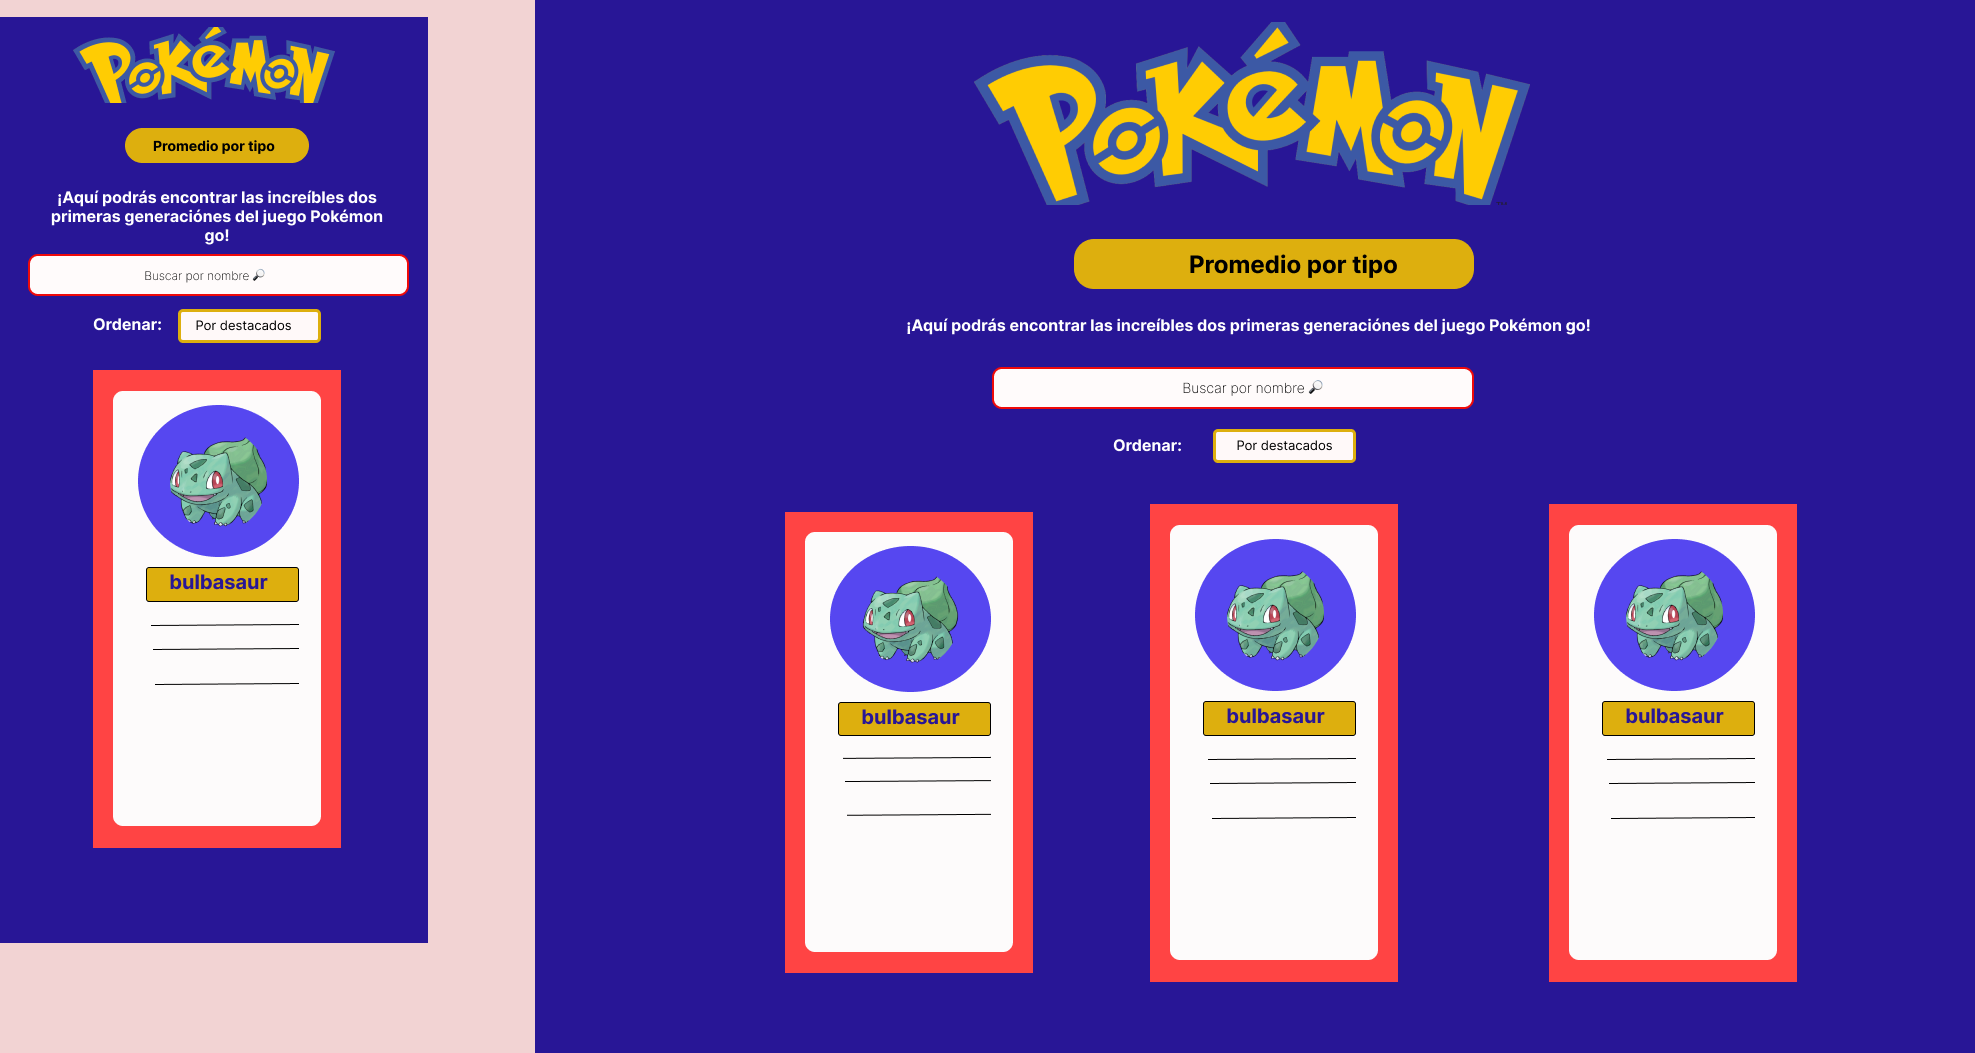 POKéMON
Promedio por tipo
¡Aquí podrás encontrar las increíbles dos
primeras generaciónes del juego Pokémon
go!
Buscar por nombre 🔎
Ordenar:
Por destacados
bulbasaur
POKéMON
Promedio por tipo
¡Aquí podrás encontrar las increíbles dos primeras generaciónes del juego Pokémon go!
Buscar por nombre 🔎
Ordenar:
Por destacados
bulbasaur
bulbasaur
bulbasaur